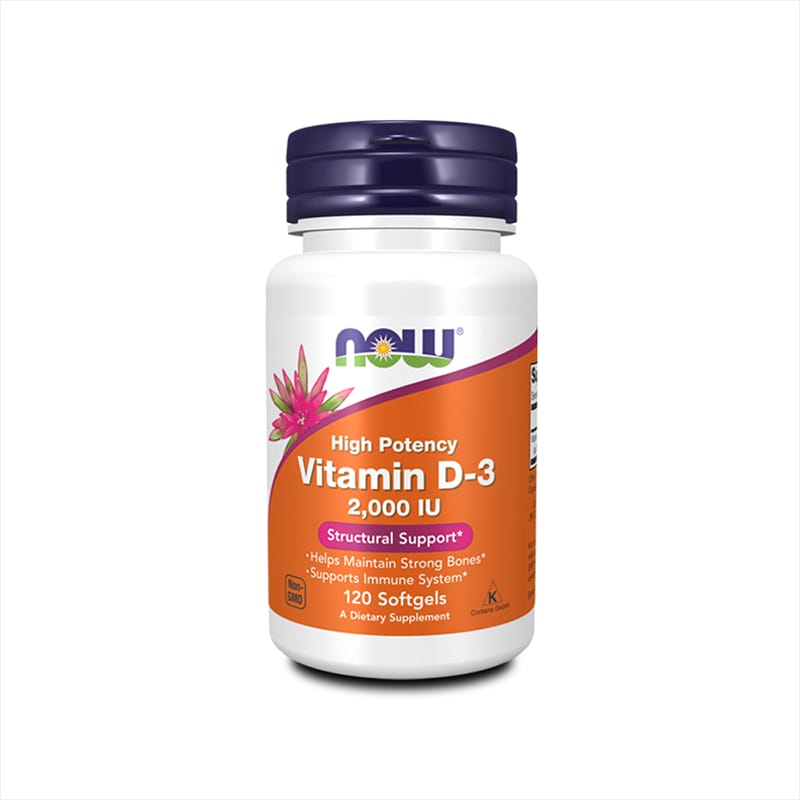 now®
High Potency
Vitamin D-3
2,000 IU
Structural Support*
•Helps Maintain Strong Bones*
•Supports Immune System*
Non-
GMO
120 Softgels
A Dietary Supplement
K
Contains Gelatin